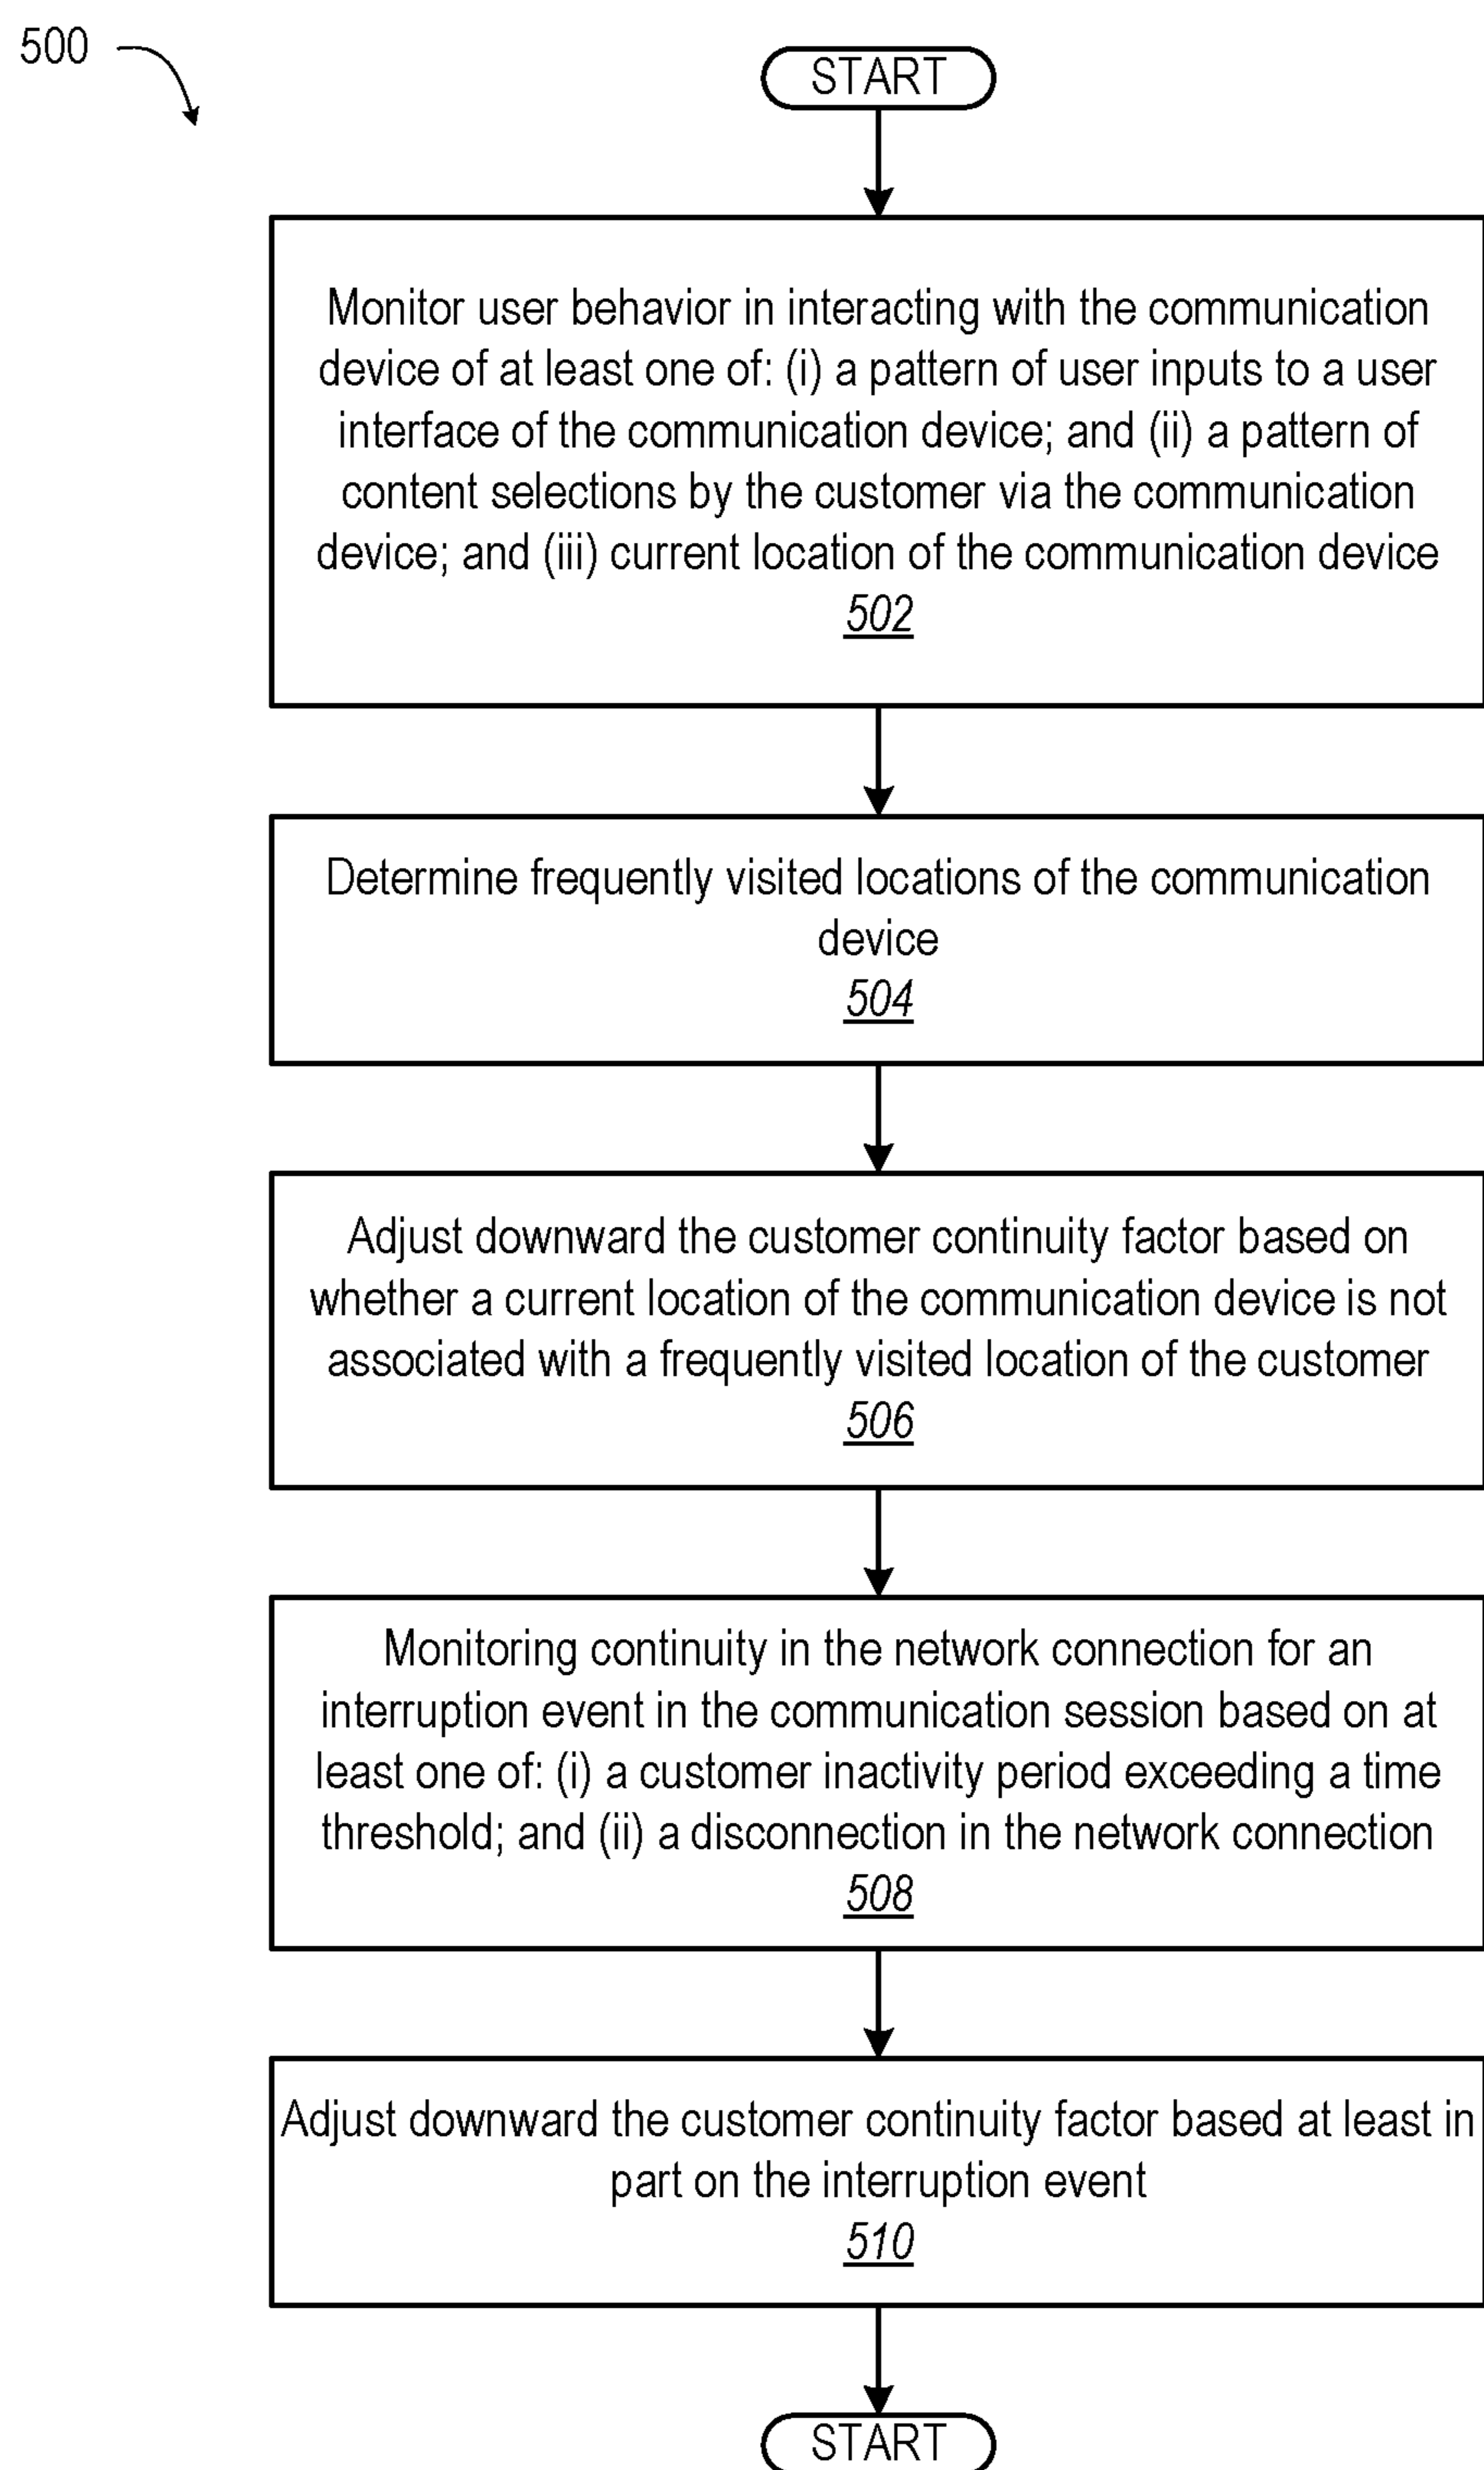 500
START
Monitor user behavior in interacting with the communication
device of at least one of: (i) a pattern of user inputs to a user
interface of the communication device; and (ii) a pattern of
content selections by the customer via the communication
device; and (iii) current location of the communication device
502
Determine frequently visited locations of the communication
device
504
Adjust downward the customer continuity factor based on
whether a current location of the communication device is not
associated with a frequently visited location of the customer
506
Monitoring continuity in the network connection for an
interruption event in the communication session based on at
least one of: (i) a customer inactivity period exceeding a time
threshold; and (ii) a disconnection in the network connection
508
Adjust downward the customer continuity factor based at least in
part on the interruption event
510
START